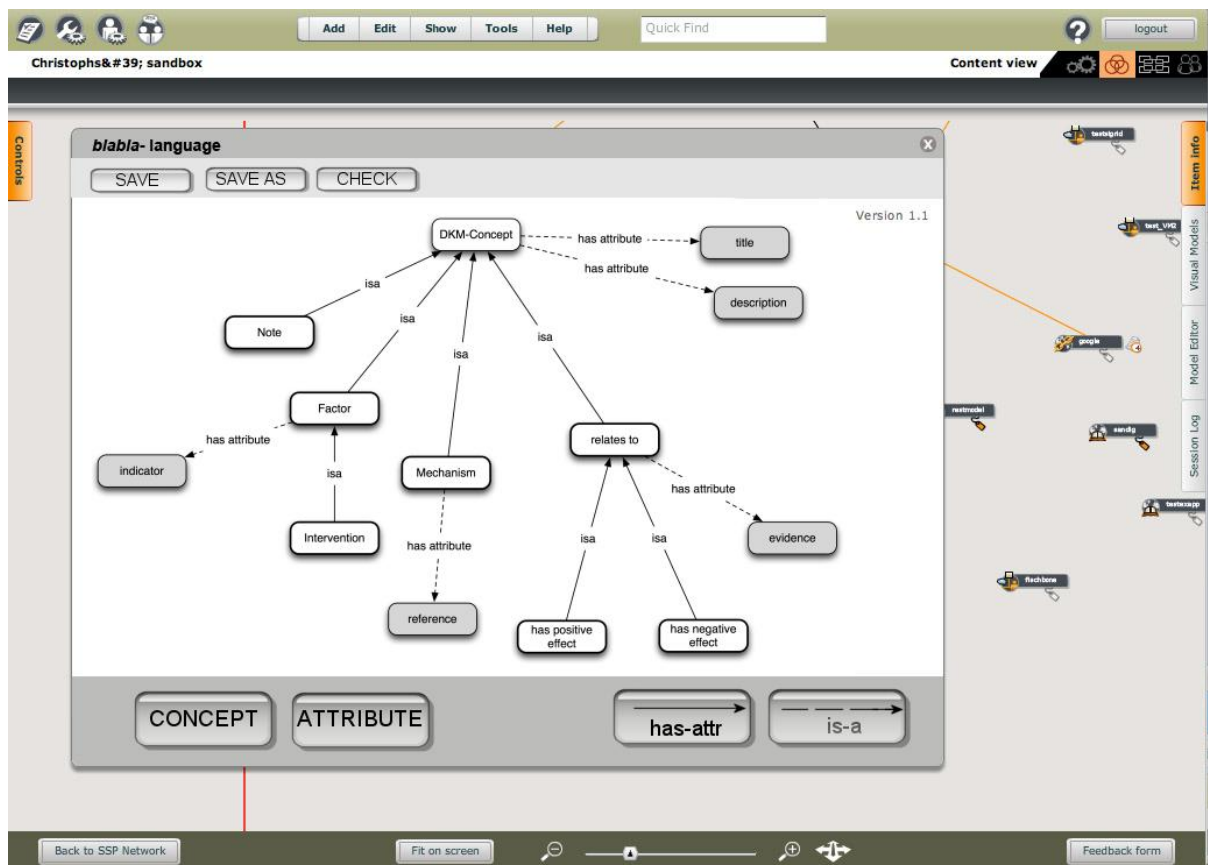 Add Edit Show Tools Help Quick Find logout
Christophs&#39; sandbox Content view
Controls
Item info
Visual Models
Model Editor
Session Log
blabla- language
SAVE SAVE AS CHECK
Version 1.1
DKM-Concept
has attribute
title
has attribute
description
isa
Note
isa
isa
isa
Factor
has attribute
indicator
isa
Intervention
Mechanism
has attribute
reference
relates to
has attribute
evidence
isa
isa
has positive
effect
has negative
effect
CONCEPT ATTRIBUTE has-attr is-a
test_VM2
google
restmodel
sandig
fischbone
Back to SSP Network Fit on screen Feedback form